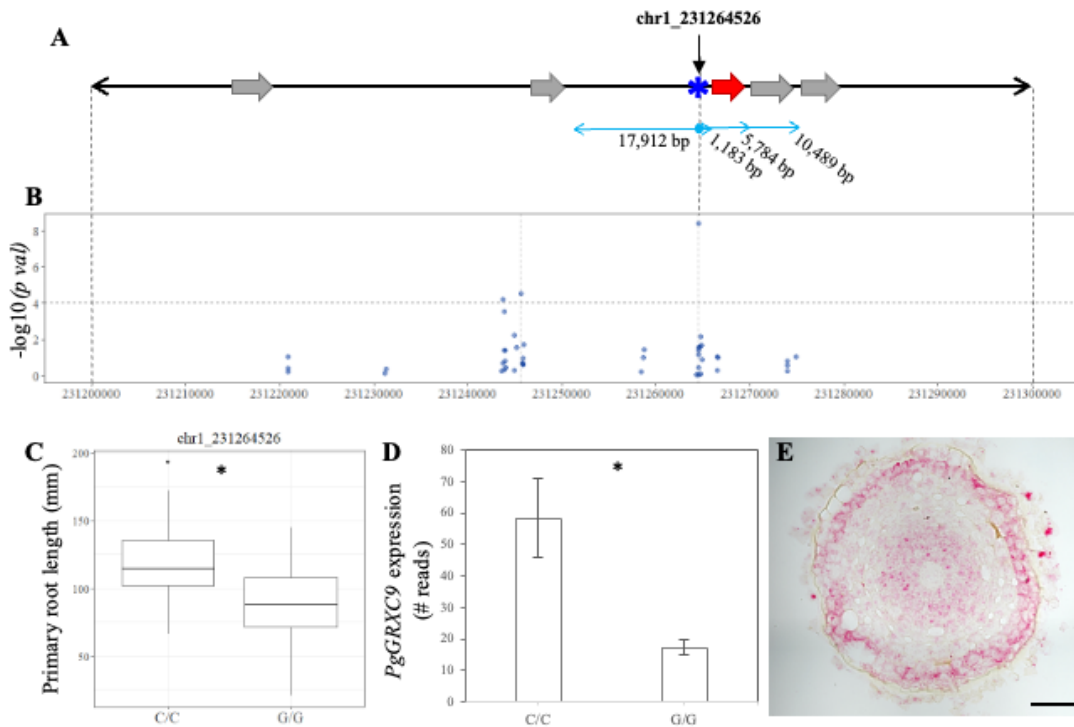 chr1_231264526
A
17,912 bp
1,183 bp
5,784 bp
10,489 bp
B
8
6
4
2
0
-log10 (p val)
231200000 231210000 231220000 231230000 231240000 231250000 231260000 231270000 231280000 231290000 231300000
C
chr1_231264526
*
200
150
100
50
Primary root length (mm)
C/C G/G
D
*
80
70
60
50
40
30
20
10
0
PgGRXC9 expression
(# reads)
C/C G/G
E